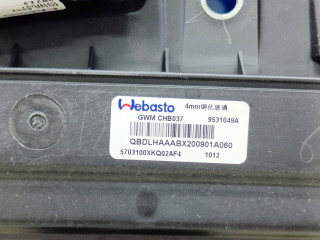 Webasto 4mm钢化玻璃
GWM CHB037 9531049A
QBDLHAAABX200901A060
5703100XKQ02AF4 1012